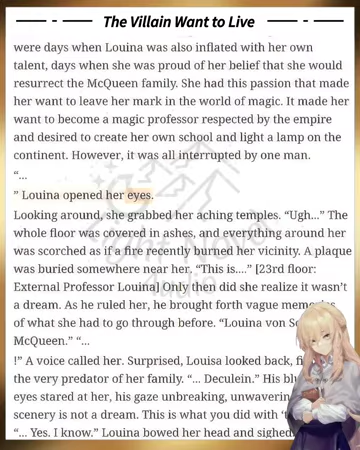 The Villain Want to Live
were days when Louina was also inflated with her own
talent, days when she was proud of her belief that she would
resurrect the McQueen family. She had this passion that made
her want to leave her mark in the world of magic. It made her
want to become a magic professor respected by the empire
and desired to create her own school and light a lamp on the
continent. However, it was all interrupted by one man.
“...
” Louina opened her eyes.
Looking around, she grabbed her aching temples. “Ugh...” The
whole floor was covered in ashes, and everything around her
was scorched as if a fire recently burned her vicinity. A plaque
was buried somewhere near her. “This is....” [23rd floor:
External Professor Louina] Only then did she realize it wasn’t
a dream. As he ruled her, he brought forth vague
of what she had to go through before. “Louina von
McQueen.” “...
!” A voice called her. Surprised, Louisa looked back,
the very predator of her family. “... Deculein.” His
eyes stared at her, his gaze unbreaking,
scenery is not a dream. This is what you did with
“... Yes. I know.” Louina bowed her head and sighed
Light Novel
Audio